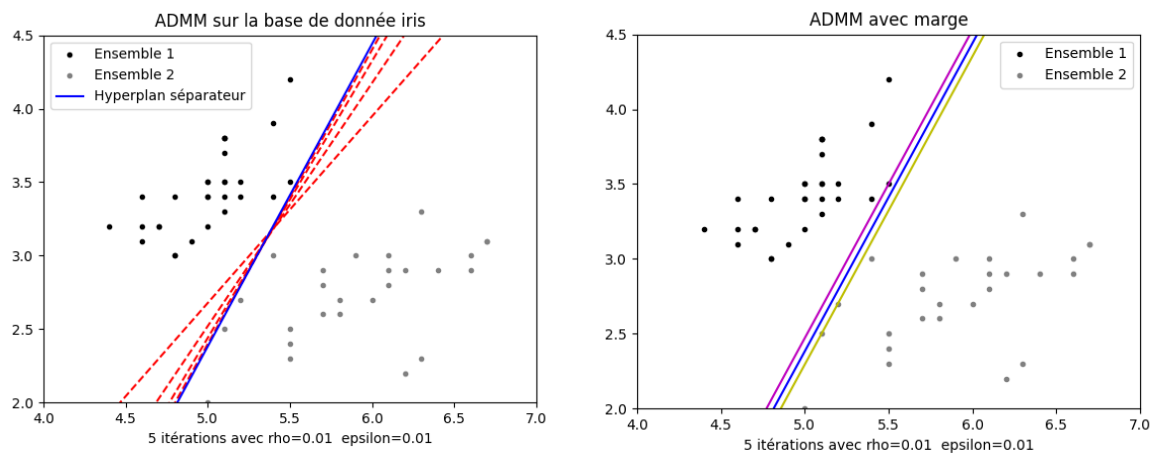 ADMM sur la base de donnée iris
4.5
4.0
3.5
3.0
2.5
2.0
Ensemble 1
Ensemble 2
Hyperplan séparateur
4.0 4.5 5.0 5.5 6.0 6.5 7.0
5 itérations avec rho=0.01 epsilon=0.01
ADMM avec marge
4.5
4.0
3.5
3.0
2.5
2.0
Ensemble 1
Ensemble 2
4.0 4.5 5.0 5.5 6.0 6.5 7.0
5 itérations avec rho=0.01 epsilon=0.01